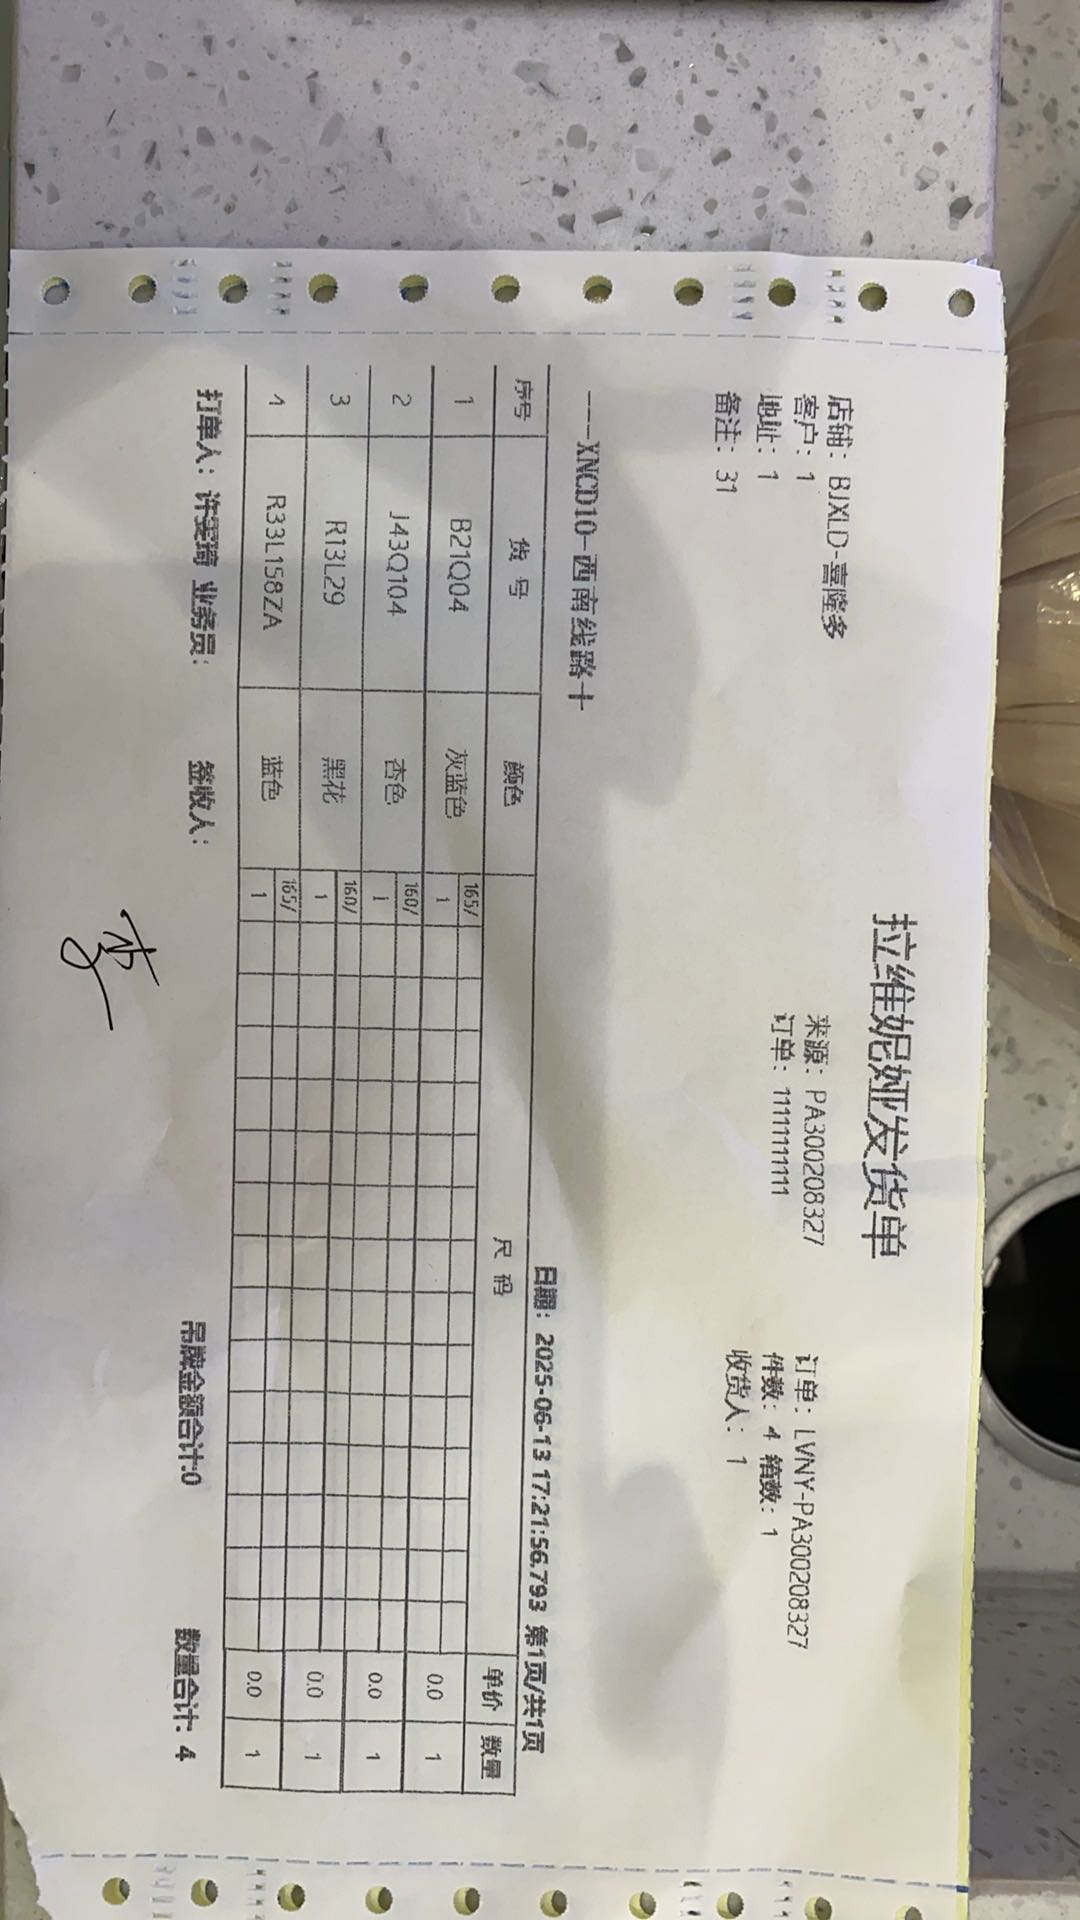 拉维妮娅发货单
店铺: BJXLD-喜隆多 来源: PA300208327 订单: LVNY-PA300208327
客户: 1 订单: 11111111111 件数: 4 箱数: 1
地址: 1 收货人: 1
备注: 31
----XNCD10-西南线路十
日期: 2025-06-13 17:21:56.793 第1页/共1页
序号 货号 颜色 尺码 单价 数量
1 B21Q04 灰蓝色 165/ 1 0.0 1
2 J43Q104 杏色 160/ 1 0.0 1
3 R13L29 黑花 160/ 1 0.0 1
4 R33L158ZA 蓝色 165/ 1 0.0 1
打单人: 许雯琦 业务员: 签收人: 吊牌金额合计:0 数量合计: 4